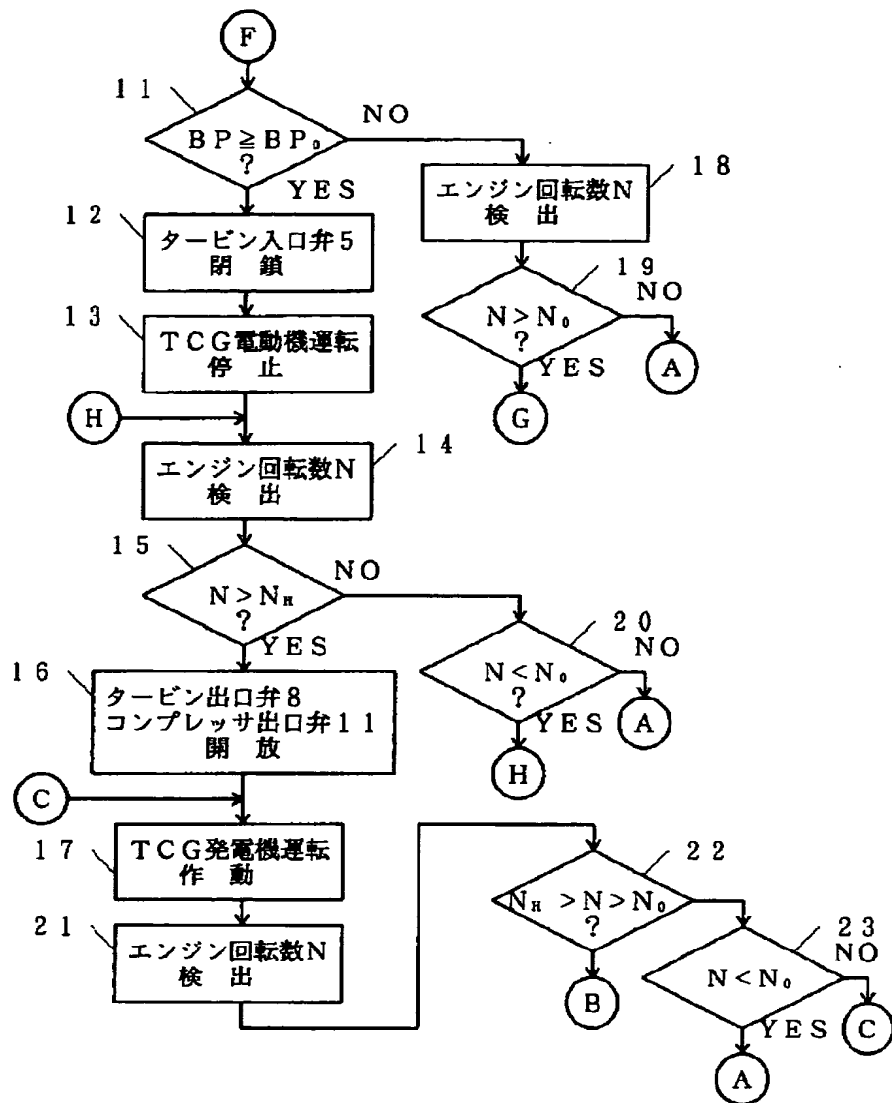 F
11
BP≧BP₀
?
NO
YES
12
タービン入口弁5
閉鎖
18
エンジン回転数N
検出
13
TCG電動機運転
停止
19
N>N₀
?
NO
YES
A
G
H
14
エンジン回転数N
検出
15
N>N_H
?
NO
YES
20
N<N₀
?
NO
YES
A
H
16
タービン出口弁8
コンプレッサ出口弁11
開放
C
17
TCG発電機運転
作動
21
エンジン回転数N
検出
22
N_H>N>N₀
?
B
23
N<N₀
NO
YES
C
A